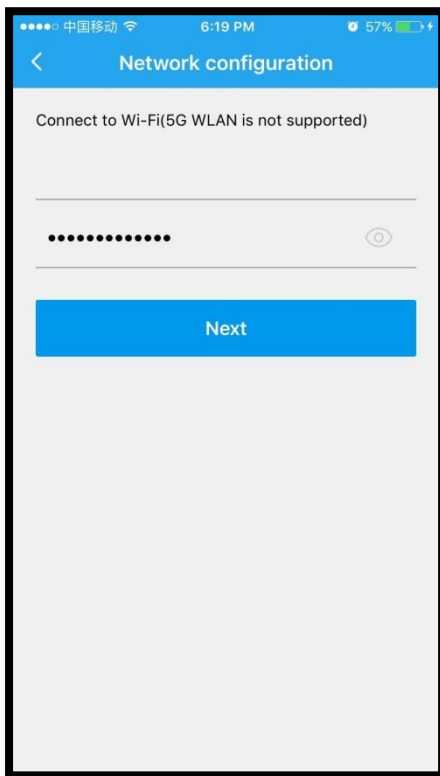 中国移动 6:19 PM 57%
Network configuration
Connect to Wi-Fi(5G WLAN is not supported)
•••••••••••••
Next